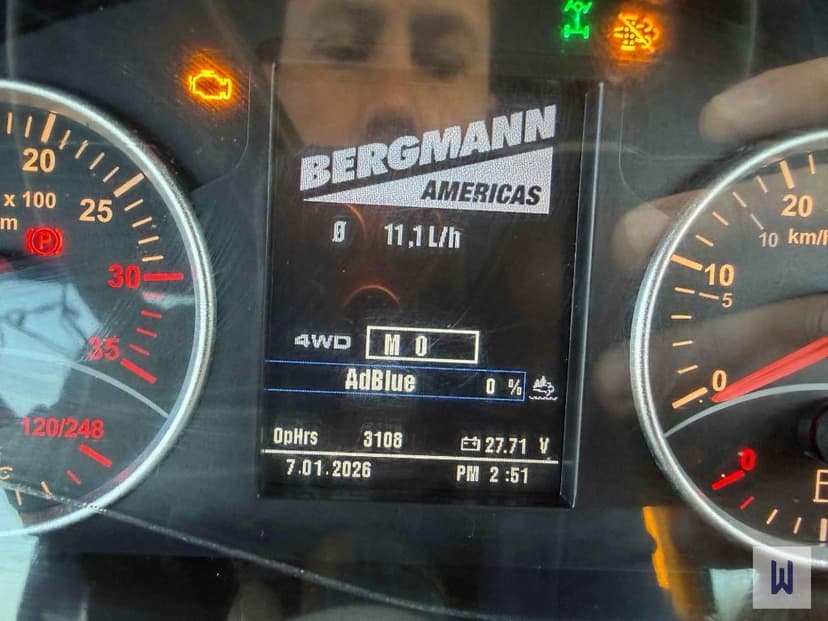 BERGMANN
AMERICAS
Ø 11,1 L/h
4WD M 0
AdBlue 0 %
OpHrs 3108 27.71 V
7.01.2026 PM 2:51
20
x 100
25
P
30
35
120/248
20
10 km/h
10
5
0
0
W